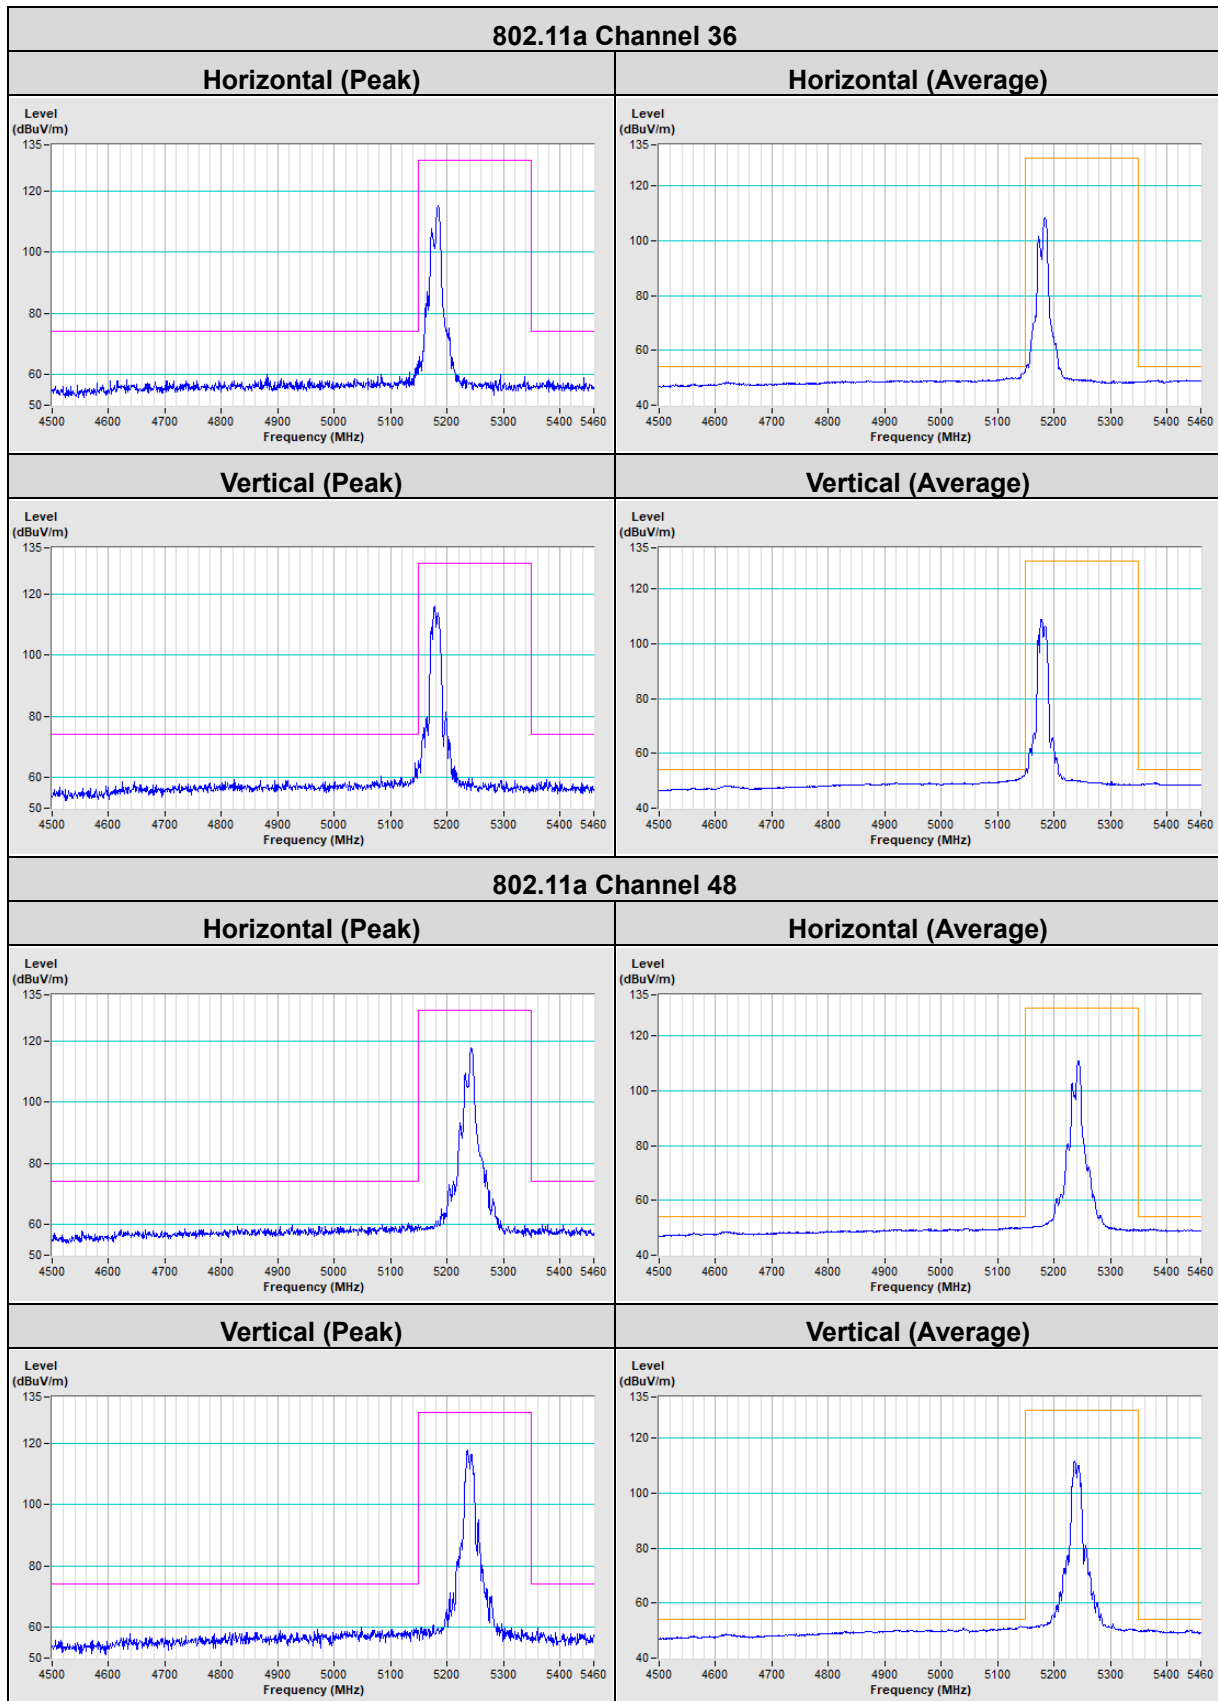 802.11a Channel 36
Horizontal (Peak) Horizontal (Average)
Level
(dBuV/m)
135
120
100
80
60
50
4500 4600 4700 4800 4900 5000 5100 5200 5300 5400 5460
Frequency (MHz)
Level
(dBuV/m)
135
120
100
80
60
40
4500 4600 4700 4800 4900 5000 5100 5200 5300 5400 5460
Frequency (MHz)
Vertical (Peak) Vertical (Average)
Level
(dBuV/m)
135
120
100
80
60
50
4500 4600 4700 4800 4900 5000 5100 5200 5300 5400 5460
Frequency (MHz)
Level
(dBuV/m)
135
120
100
80
60
40
4500 4600 4700 4800 4900 5000 5100 5200 5300 5400 5460
Frequency (MHz)
802.11a Channel 48
Horizontal (Peak) Horizontal (Average)
Level
(dBuV/m)
135
120
100
80
60
50
4500 4600 4700 4800 4900 5000 5100 5200 5300 5400 5460
Frequency (MHz)
Level
(dBuV/m)
135
120
100
80
60
40
4500 4600 4700 4800 4900 5000 5100 5200 5300 5400 5460
Frequency (MHz)
Vertical (Peak) Vertical (Average)
Level
(dBuV/m)
135
120
100
80
60
50
4500 4600 4700 4800 4900 5000 5100 5200 5300 5400 5460
Frequency (MHz)
Level
(dBuV/m)
135
120
100
80
60
40
4500 4600 4700 4800 4900 5000 5100 5200 5300 5400 5460
Frequency (MHz)